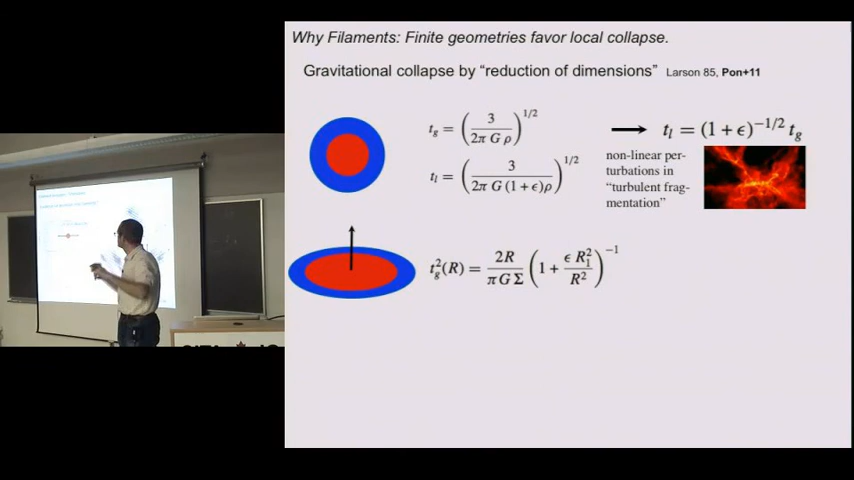 Why Filaments: Finite geometries favor local collapse.
Gravitational collapse by “reduction of dimensions” Larson 85, Pon+11
t_g = (3 / 2π G ρ)^{1/2}
t_l = (1 + ϵ)^{−1/2} t_g
t_l = (3 / 2π G (1 + ϵ)ρ)^{1/2}
non-linear per-
turbations in
“turbulent frag-
mentation”
t_g^2(R) = 2R / πGΣ (1 + ϵ R_1^2 / R^2)^{−1}